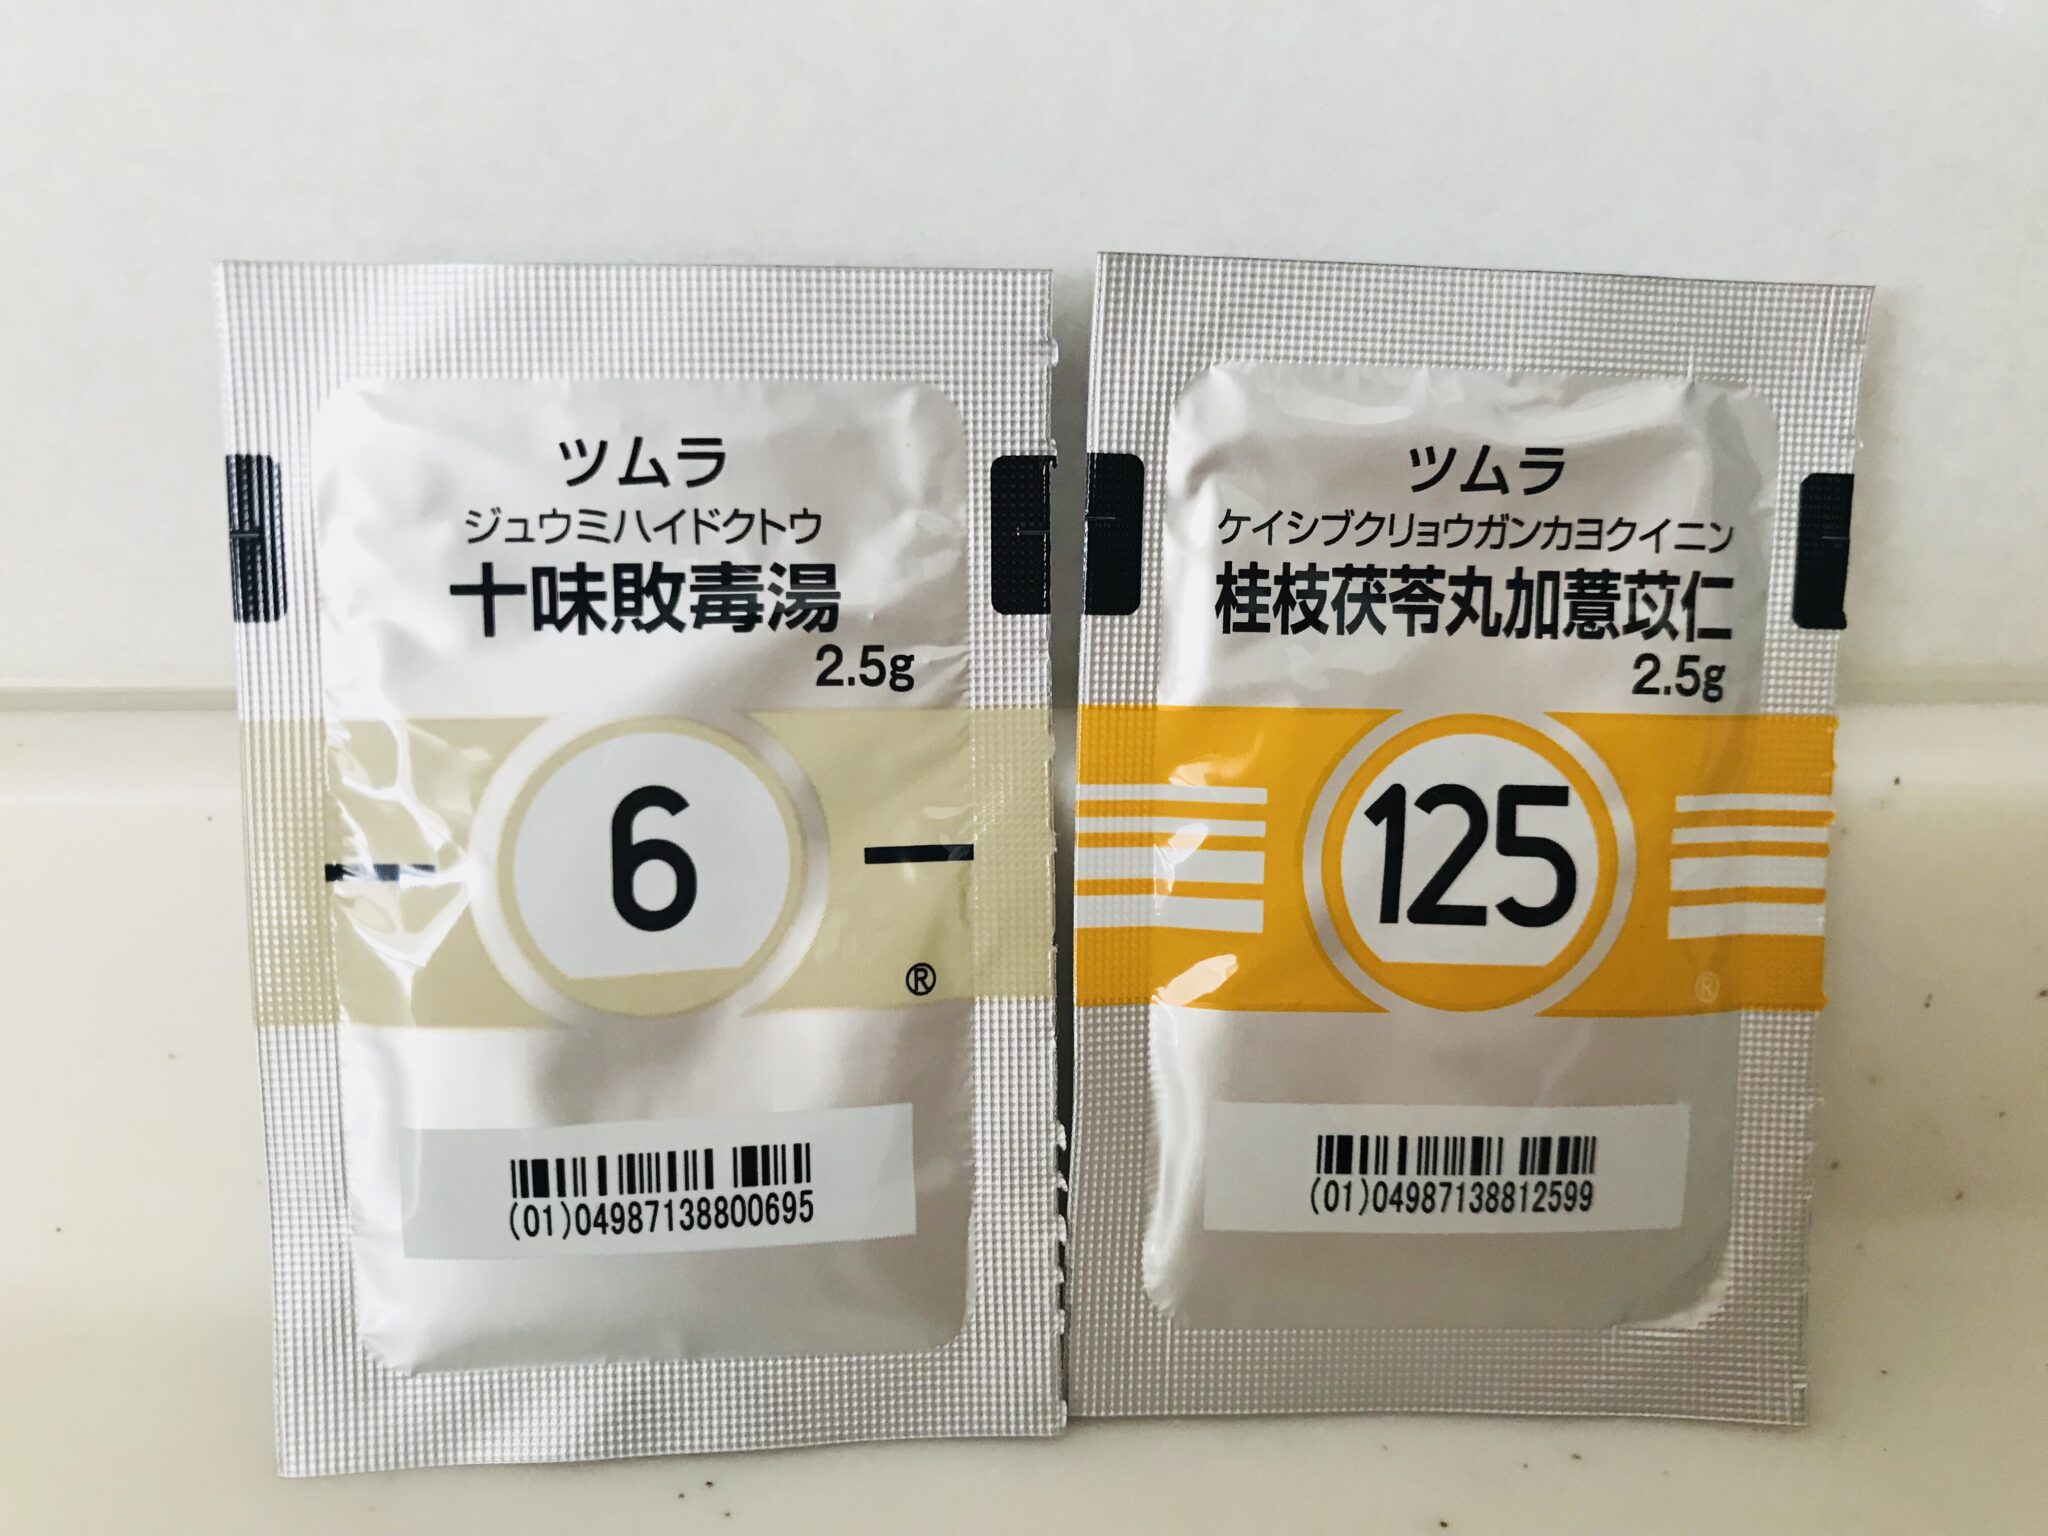 ツムラ
ジュウミハイドクトウ
十味敗毒湯
2.5g
6
®
(01)04987138800695
ツムラ
ケイシブクリョウガンカヨクイニン
桂枝茯苓丸加薏苡仁
2.5g
125
®
(01)04987138812599